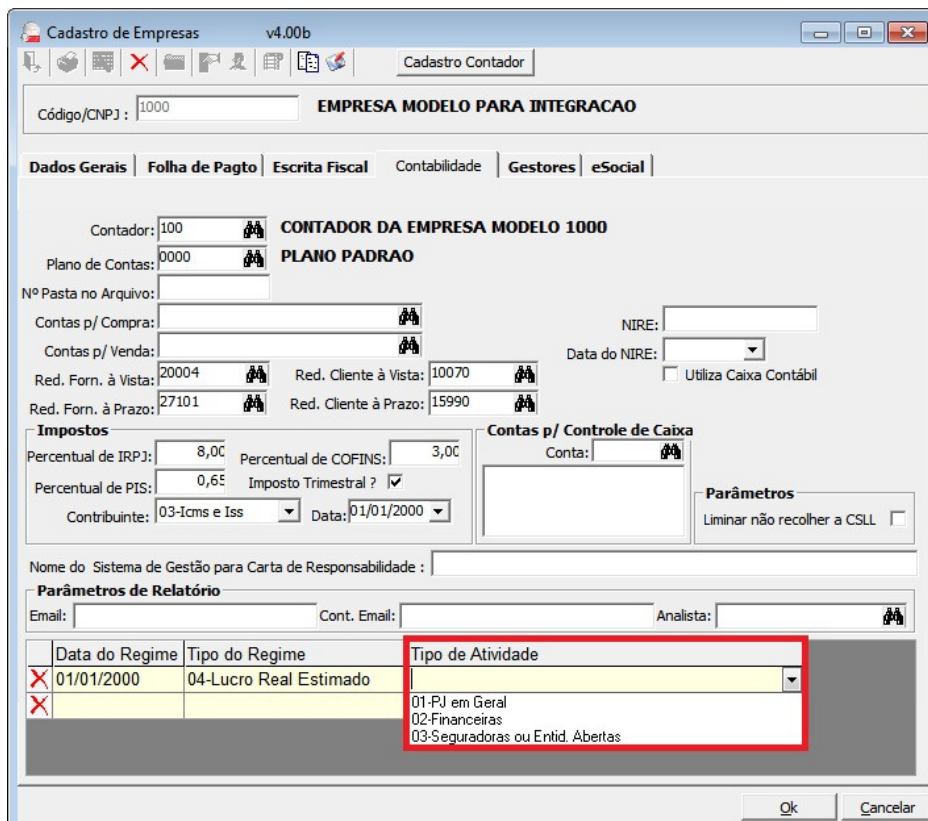 Cadastro de Empresas v4.00b
Cadastro Contador
Código/CNPJ : 1000 EMPRESA MODELO PARA INTEGRACAO
Dados Gerais Folha de Pagto Escrita Fiscal Contabilidade Gestores eSocial
Contador: 100 CONTADOR DA EMPRESA MODELO 1000
Plano de Contas: 0000 PLANO PADRAO
Nº Pasta no Arquivo:
Contas p/ Compra: NIRE:
Contas p/ Venda: Data do NIRE:
Red. Forn. à Vista: 20004 Red. Cliente à Vista: 10070 Utiliza Caixa Contábil
Red. Forn. à Prazo: 27101 Red. Cliente à Prazo: 15990
Impostos Contas p/ Controle de Caixa
Percentual de IRPJ: 8,00 Percentual de COFINS: 3,00 Conta:
Percentual de PIS: 0,65 Imposto Trimestral ? Parâmetros
Contribuinte: 03-Icms e Iss Data: 01/01/2000 Liminar não recolher a CSLL
Nome do Sistema de Gestão para Carta de Responsabilidade :
Parâmetros de Relatório
Email: Cont. Email: Analista:
Data do Regime Tipo do Regime Tipo de Atividade
01/01/2000 04-Lucro Real Estimado
01-PJ em Geral
02-Financeiras
03-Seguradoras ou Entid. Abertas
Ok Cancelar